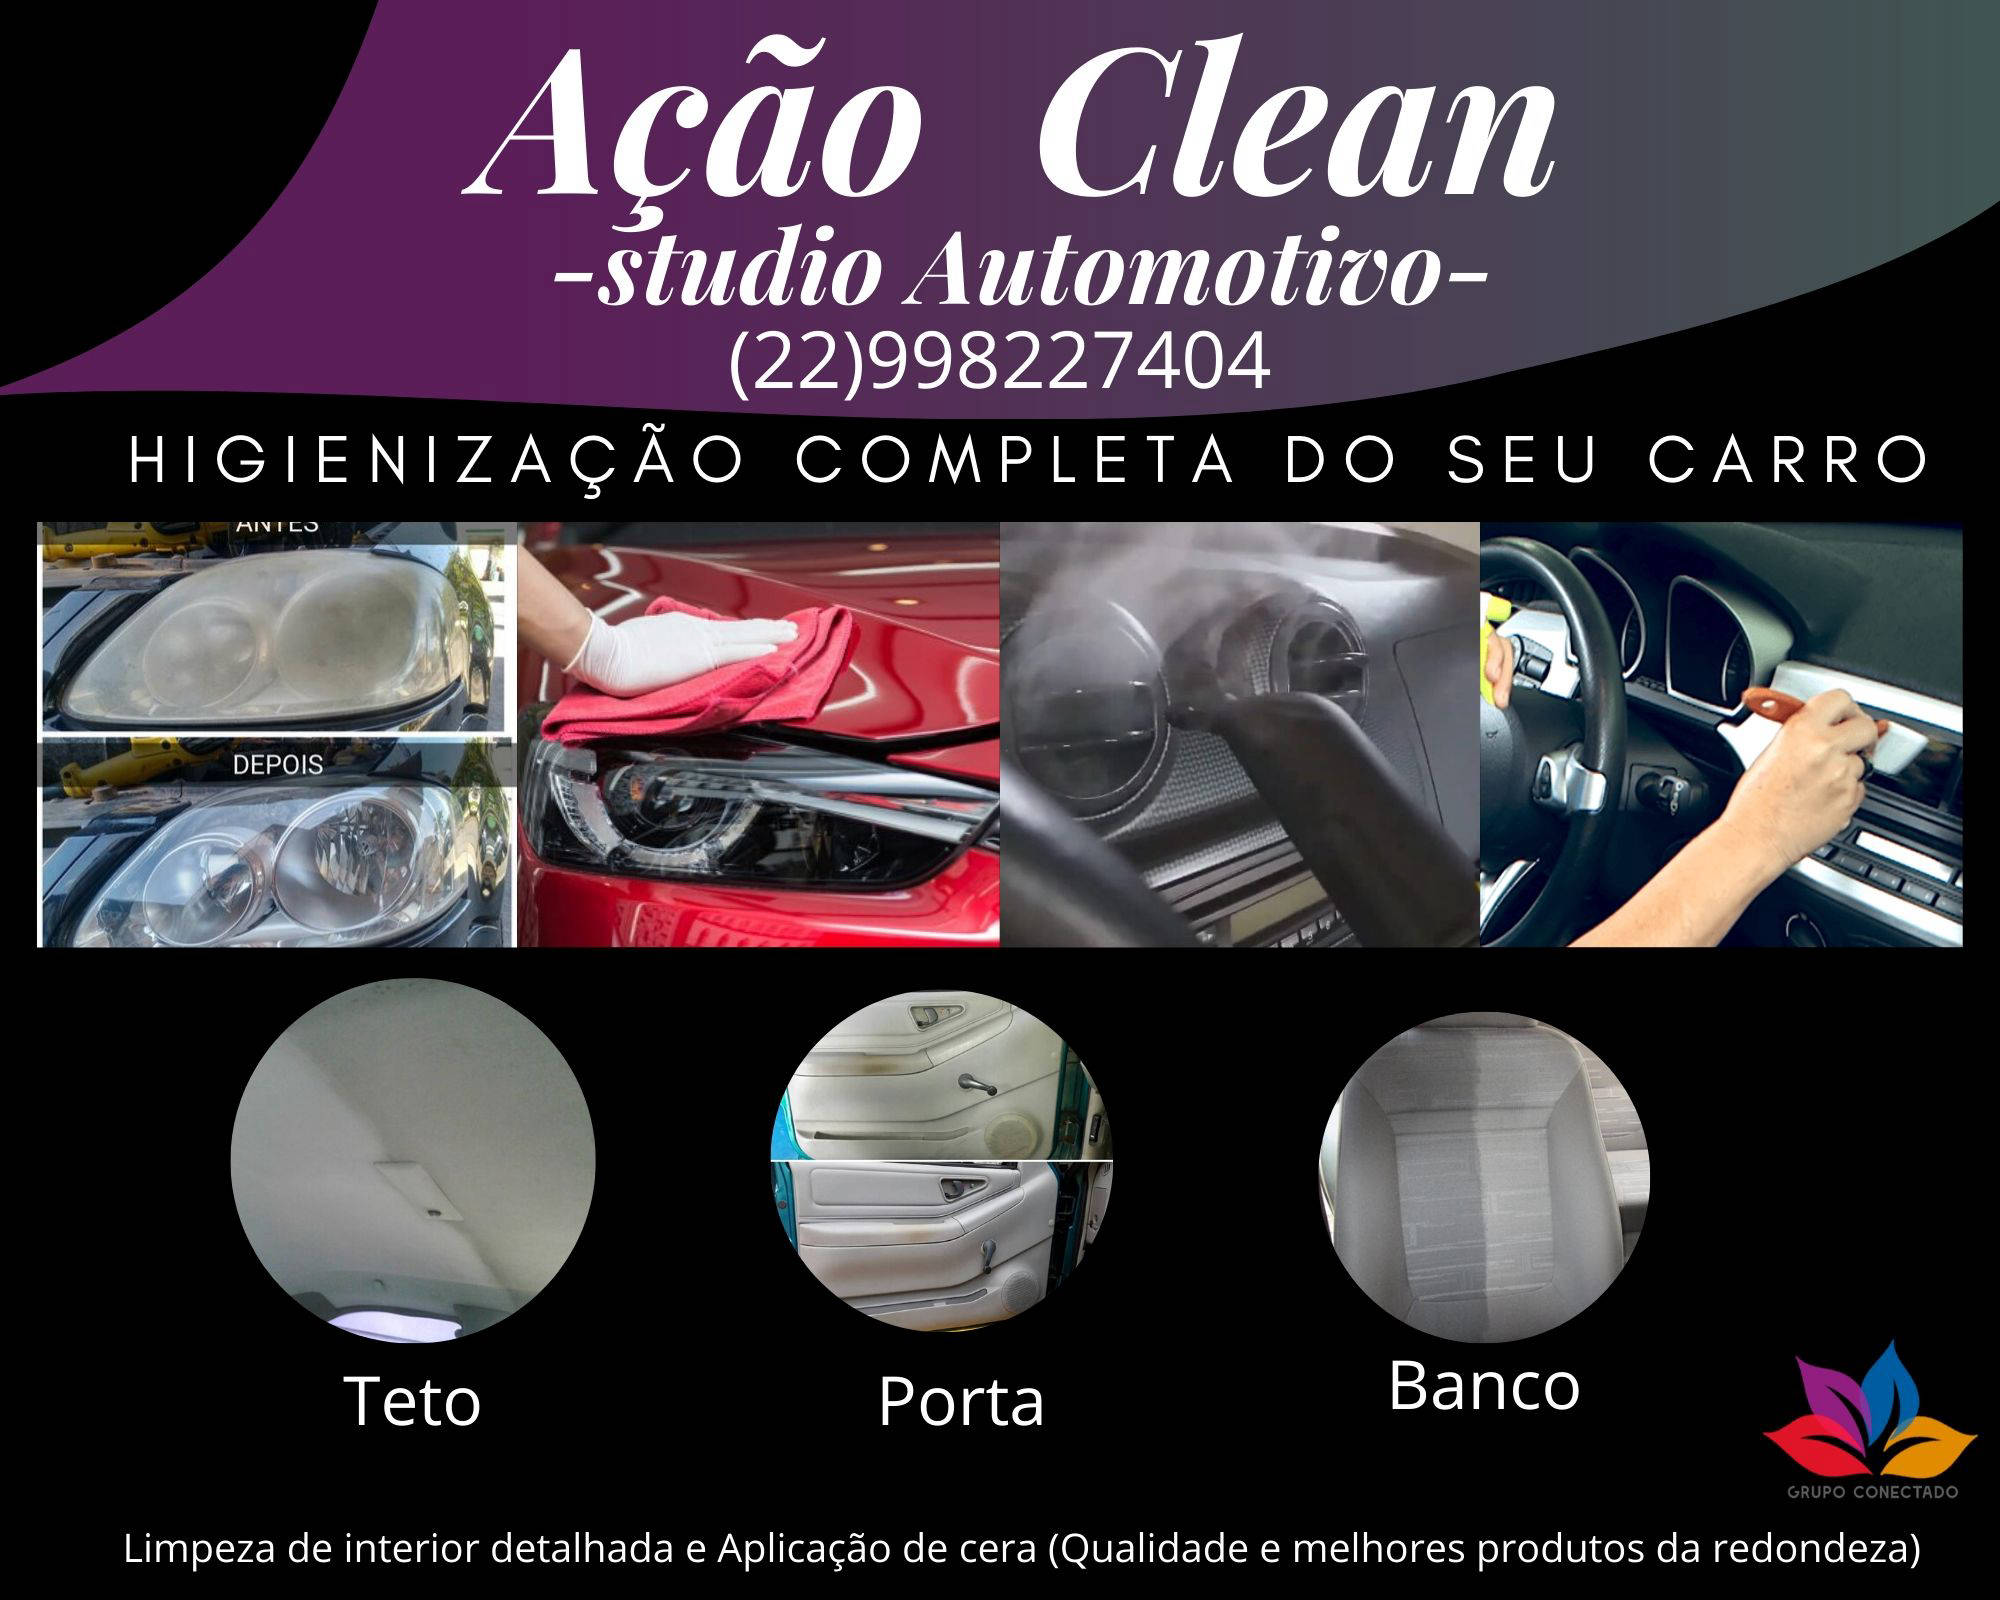 Ação Clean
-studio Automotivo-
(22)998227404
HIGIENIZAÇÃO COMPLETA DO SEU CARRO
ANTES
DEPOIS
Teto
Porta
Banco
GRUPO CONECTADO
Limpeza de interior detalhada e Aplicação de cera (Qualidade e melhores produtos da redondeza)